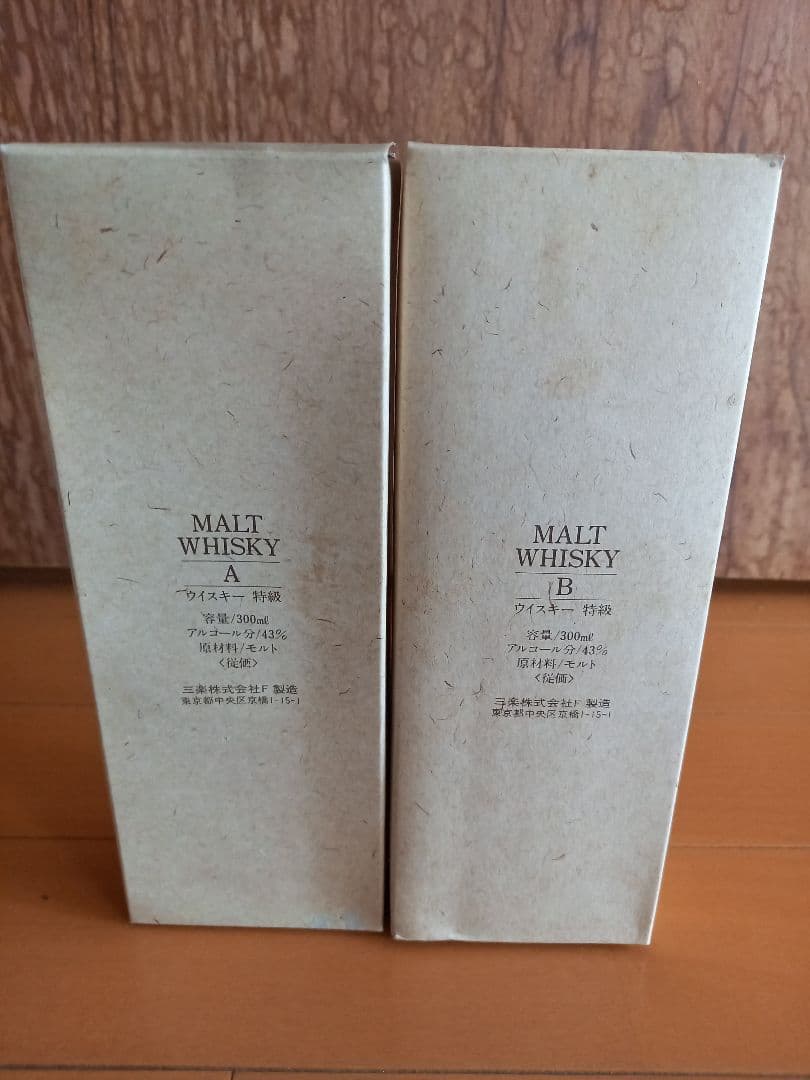 MALT
WHISKY
A
ウイスキー 特級
容量/300㎖
アルコール分/43%
原材料/モルト
〈従価〉
三楽株式会社F 製造
東京都中央区京橋1-15-1
MALT
WHISKY
B
ウイスキー 特級
容量/300㎖
アルコール分/43%
原材料/モルト
〈従価〉
三楽株式会社F 製造
東京都中央区京橋1-15-1